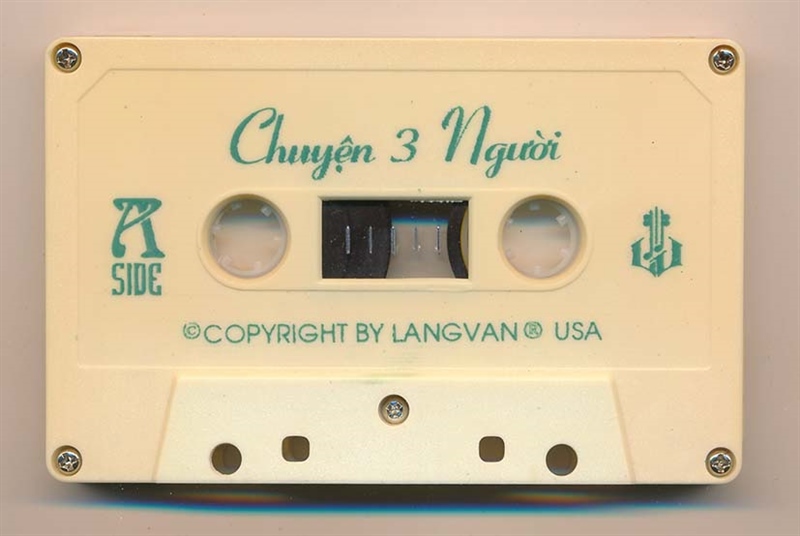 Chuyện 3 Người
A
SIDE
©COPYRIGHT BY LANGVAN® USA